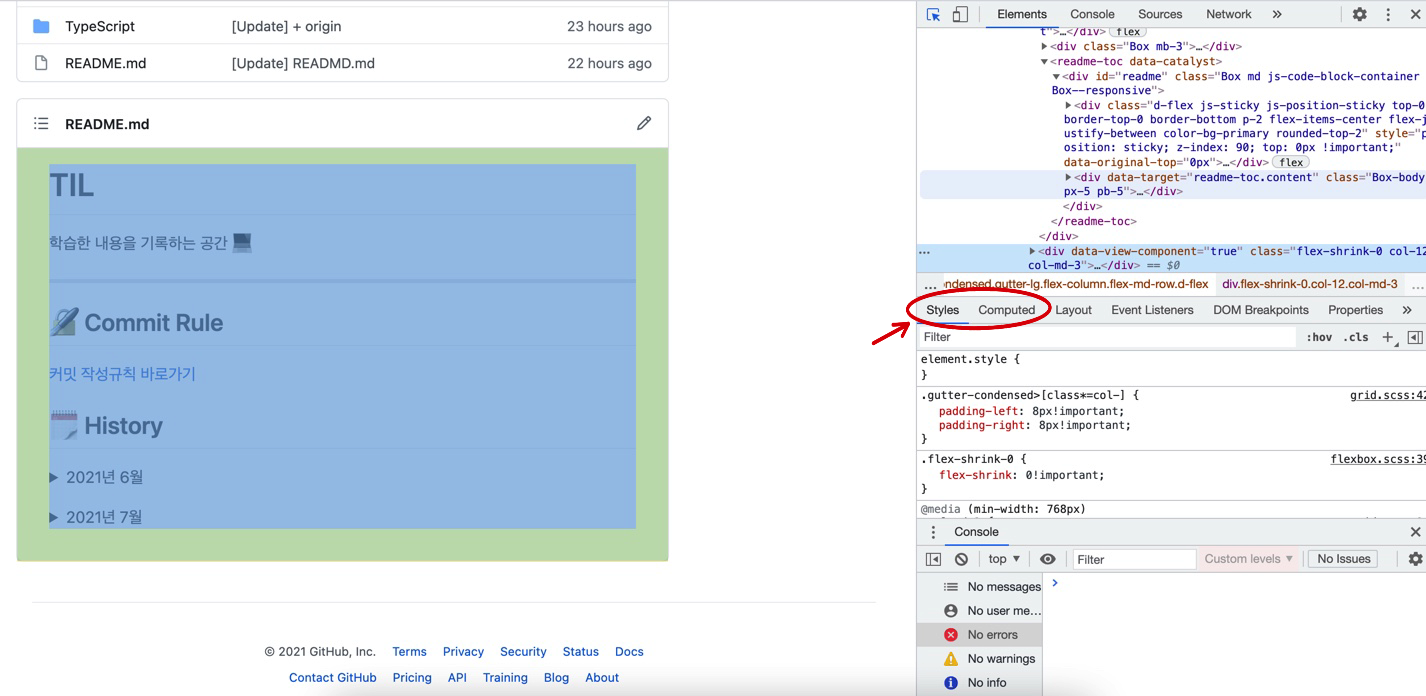 TypeScript [Update] + origin 23 hours ago
README.md [Update] READMD.md 22 hours ago
README.md
TIL
학습한 내용을 기록하는 공간
Commit Rule
커밋 작성규칙 바로가기
History
▶ 2021년 6월
▶ 2021년 7월
© 2021 GitHub, Inc. Terms Privacy Security Status Docs
Contact GitHub Pricing API Training Blog About
Elements Console Sources Network »
t">…</div> flex
▶<div class="Box mb-3">…</div>
▼<readme-toc data-catalyst>
▼<div id="readme" class="Box md js-code-block-container
Box--responsive">
▶<div class="d-flex js-sticky js-position-sticky top-0
border-top-0 border-bottom p-2 flex-items-center flex-j
ustify-between color-bg-primary rounded-top-2" style="p
osition: sticky; z-index: 90; top: 0px !important;"
data-original-top="0px">…</div> flex
▶<div data-target="readme-toc.content" class="Box-body
px-5 pb-5">…</div>
</div>
</readme-toc>
</div>
… ▶<div data-view-component="true" class="flex-shrink-0 col-12
col-md-3">…</div> == $0
… ndensed.gutter-lg.flex-column.flex-md-row.d-flex div.flex-shrink-0.col-12.col-md-3 …
Styles Computed Layout Event Listeners DOM Breakpoints Properties »
Filter :hov .cls +
element.style {
}
.gutter-condensed>[class*=col-] { grid.scss:42
padding-left: 8px!important;
padding-right: 8px!important;
}
.flex-shrink-0 { flexbox.scss:39
flex-shrink: 0!important;
}
@media (min-width: 768px)
Console
top ▼ Filter Custom levels ▼ No Issues
No messages
No user me…
No errors
No warnings
No info